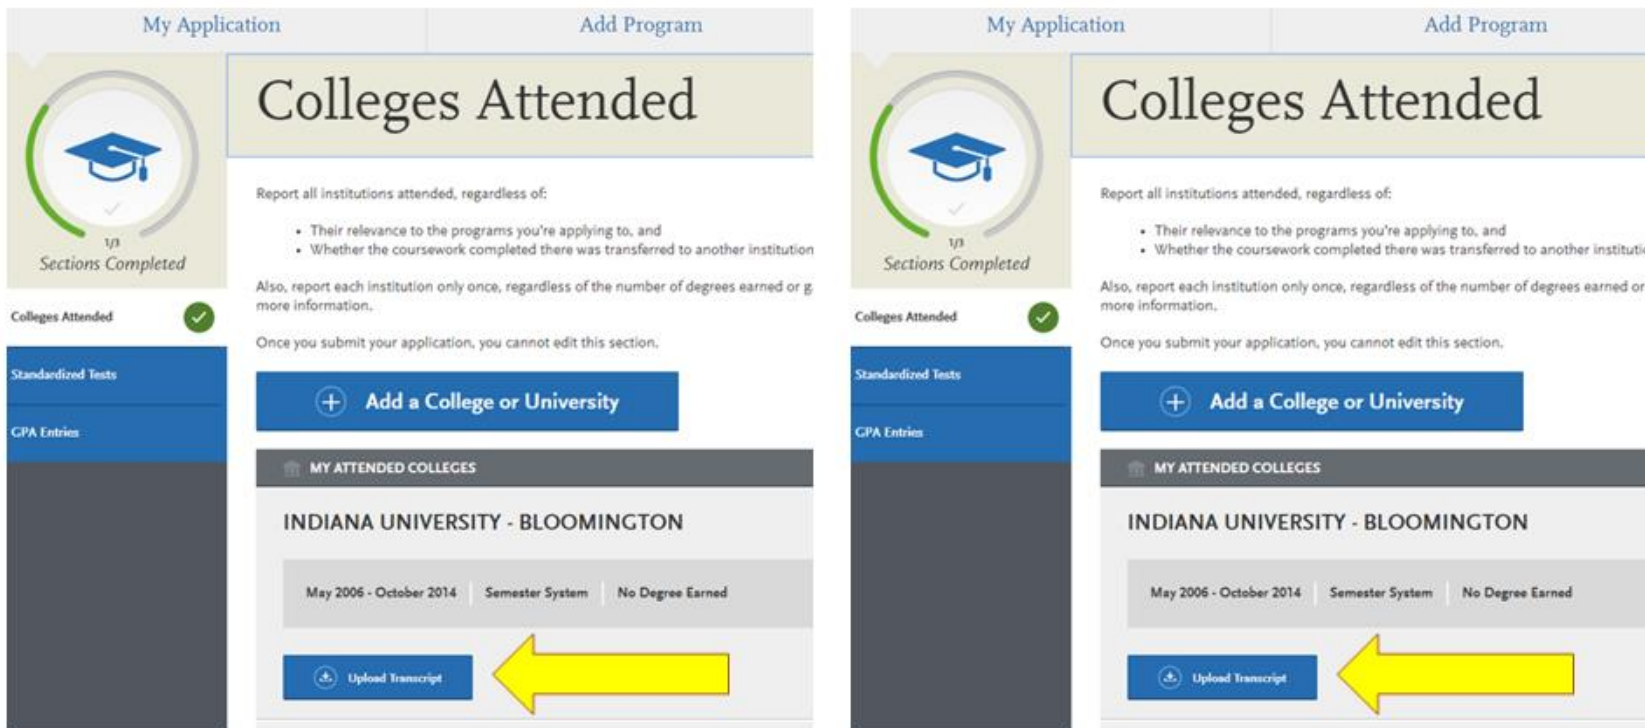 My Application
Add Program
Colleges Attended
1/3
Sections Completed
Colleges Attended
Standardized Tests
GPA Entries
Report all institutions attended, regardless of:
• Their relevance to the programs you're applying to, and
• Whether the coursework completed there was transferred to another institution
Also, report each institution only once, regardless of the number of degrees earned or g
more information.
Once you submit your application, you cannot edit this section.
Add a College or University
MY ATTENDED COLLEGES
INDIANA UNIVERSITY - BLOOMINGTON
May 2006 - October 2014 Semester System No Degree Earned
Upload Transcript
My Application
Add Program
Colleges Attended
1/3
Sections Completed
Colleges Attended
Standardized Tests
GPA Entries
Report all institutions attended, regardless of:
• Their relevance to the programs you're applying to, and
• Whether the coursework completed there was transferred to another instituti
Also, report each institution only once, regardless of the number of degrees earned or
more information.
Once you submit your application, you cannot edit this section.
Add a College or University
MY ATTENDED COLLEGES
INDIANA UNIVERSITY - BLOOMINGTON
May 2006 - October 2014 Semester System No Degree Earned
Upload Transcript